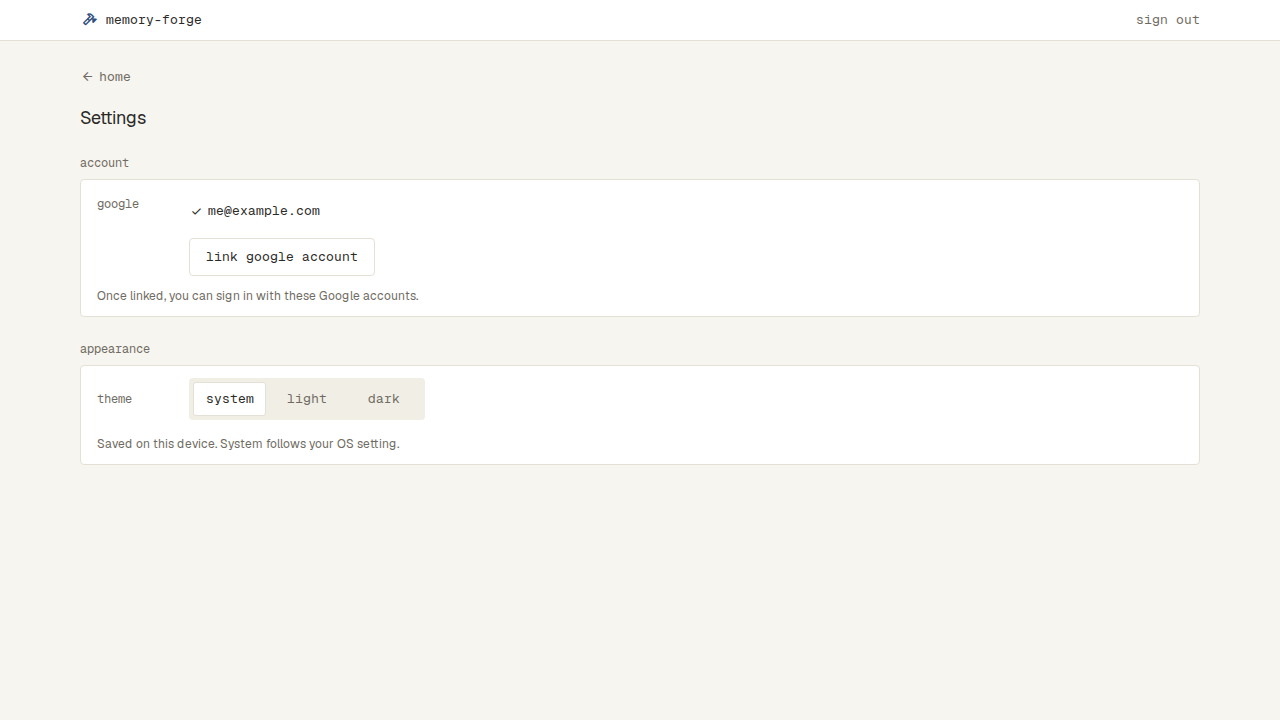 memory-forge
sign out
home
Settings
account
google
me@example.com
link google account
Once linked, you can sign in with these Google accounts.
appearance
theme
system light dark
Saved on this device. System follows your OS setting.